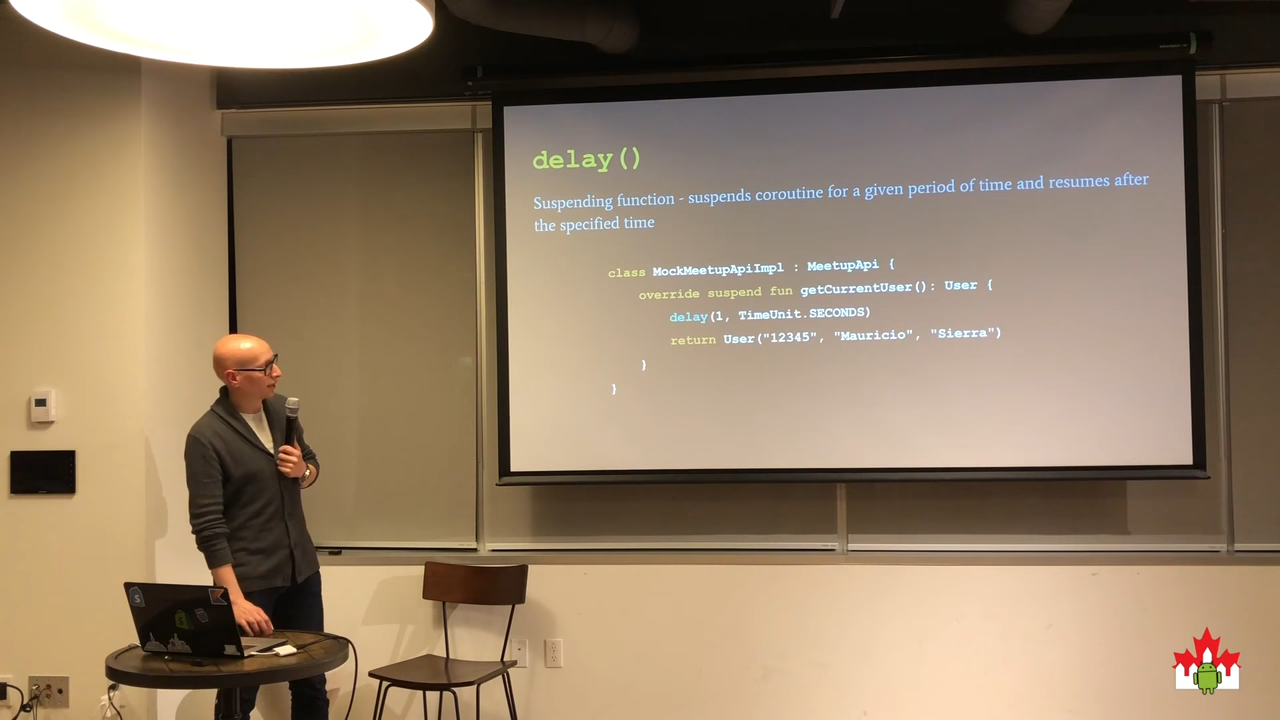 delay()
Suspending function - suspends coroutine for a given period of time and resumes after
the specified time
class MockMeetupApiImpl : MeetupApi {
override suspend fun getCurrentUser(): User {
delay(1, TimeUnit.SECONDS)
return User("12345", "Mauricio", "Sierra")
}
}